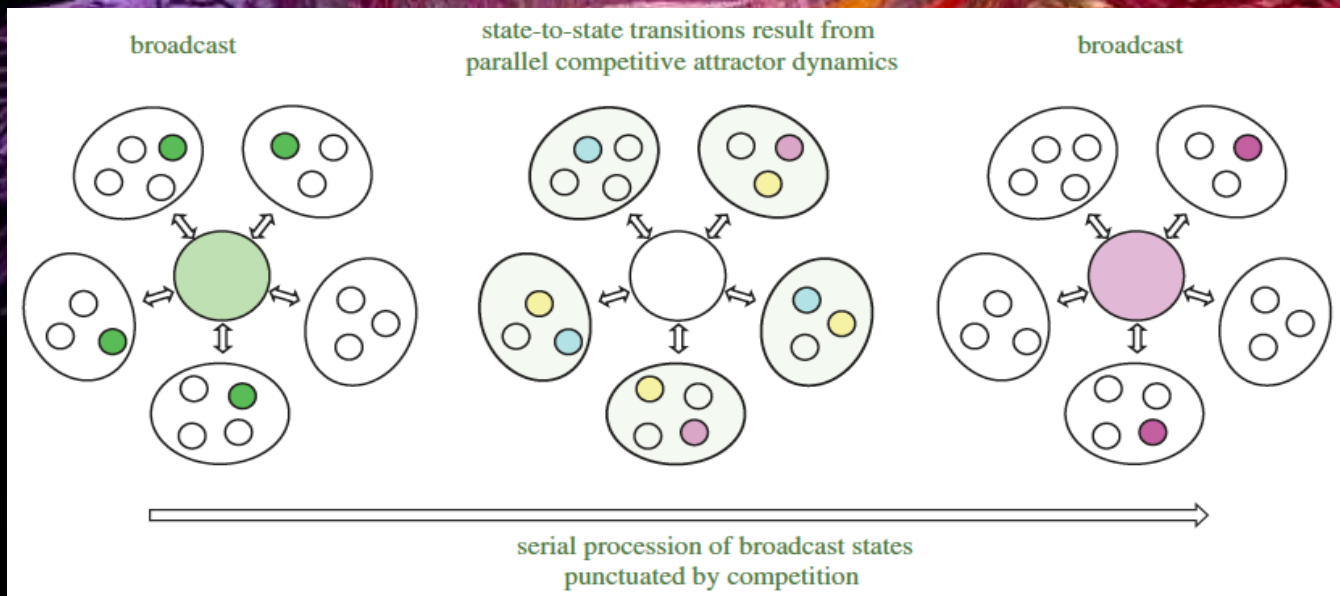 broadcast
state-to-state transitions result from
parallel competitive attractor dynamics
broadcast
serial procession of broadcast states
punctuated by competition